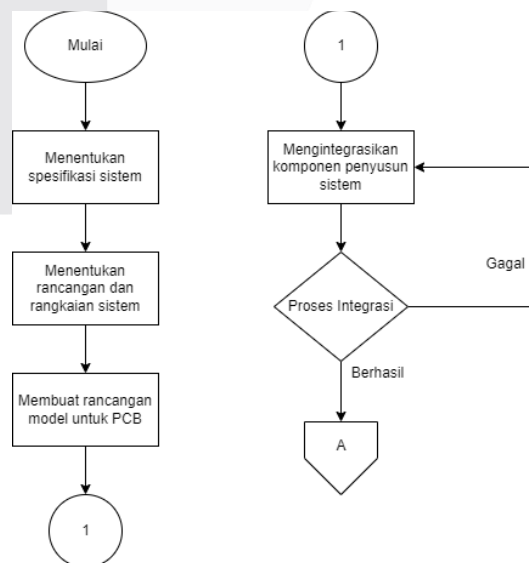 Mulai
Menentukan
spesifikasi sistem
Menentukan
rancangan dan
rangkaian sistem
Membuat rancangan
model untuk PCB
1
1
Mengintegrasikan
komponen penyusun
sistem
Proses Integrasi
Gagal
Berhasil
A